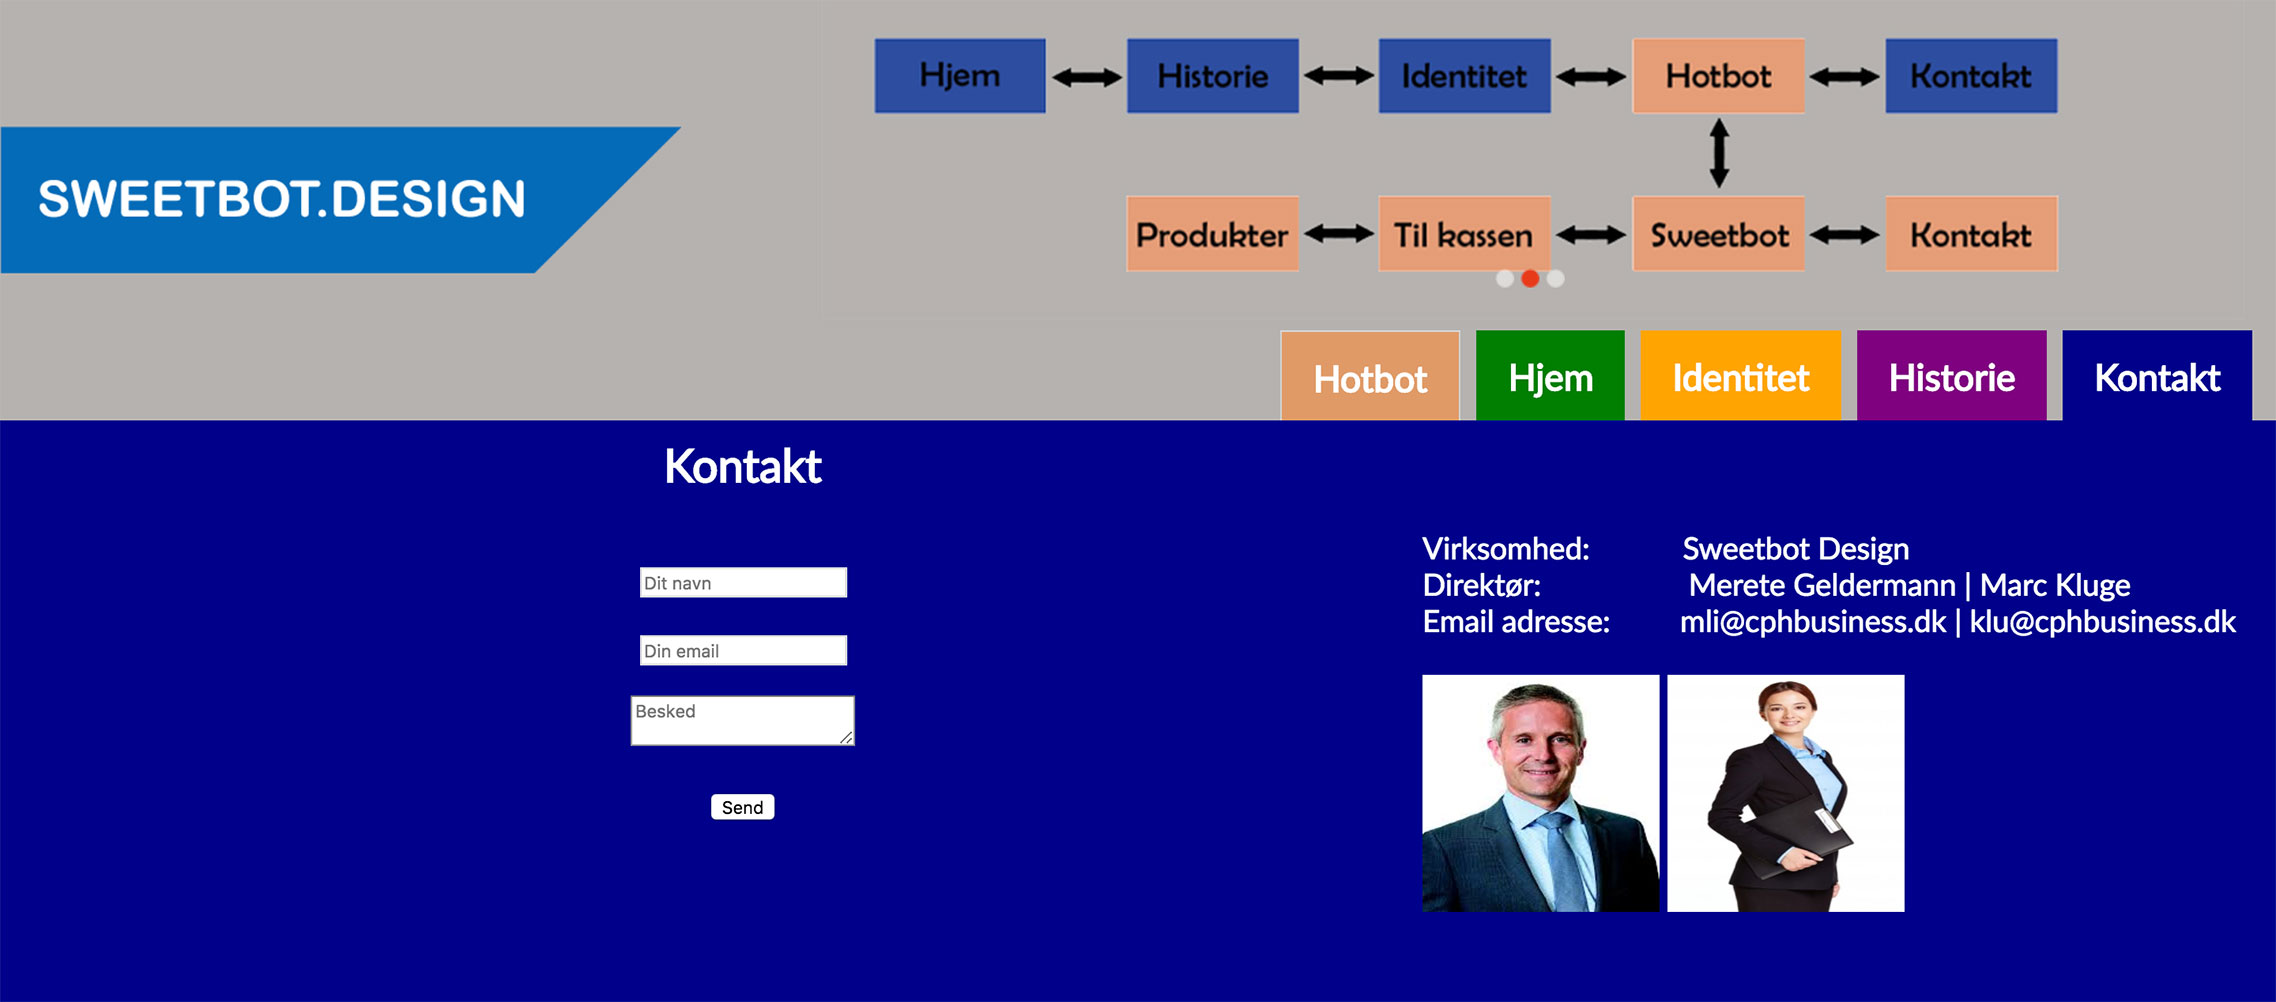 Hjem Historie Identitet Hotbot Kontakt
SWEETBOT.DESIGN
Produkter Til kassen Sweetbot Kontakt
Hotbot Hjem Identitet Historie Kontakt
Kontakt
Dit navn
Din email
Besked
Send
Virksomhed: Sweetbot Design
Direktør: Merete Geldermann | Marc Kluge
Email adresse: mli@cphbusiness.dk | klu@cphbusiness.dk